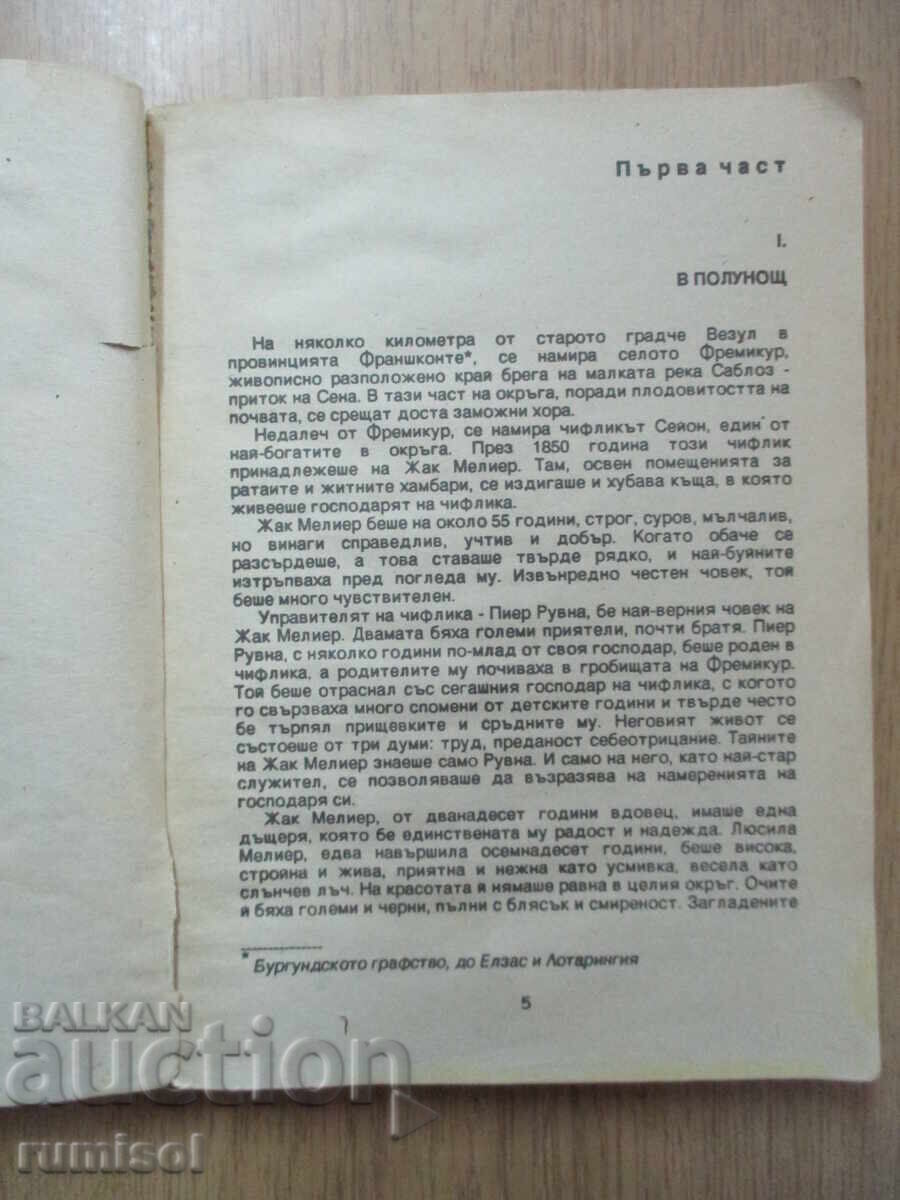 Първа част
I.
В ПОЛУНОЩ
На няколко километра от старото градче Везул в
провинцията Франшконте*, се намира селото Фремикур,
живописно разположено край брега на малката река Саблоз -
приток на Сена. В тази част на окръга, поради плодовитостта на
почвата, се срещат доста заможни хора.
Недалеч от Фремикур, се намира чифликът Сейон, един от
най-богатите в окръга. През 1850 година този чифлик
принадлежеше на Жак Мелиер. Там, освен помещенията за
ратаите и житните хамбари, се издигаше и хубава къща, в която
живееше господарят на чифлика.
Жак Мелиер беше на около 55 години, строг, суров, мълчалив,
но винаги справедлив, учтив и добър. Когато обаче се
разсърдеше, а това ставаше твърде рядко, и най-буйните
изтръпваха пред погледа му. Извънредно честен човек, той
беше много чувствителен.
Управителят на чифлика - Пиер Рувна, бе най-верния човек на
Жак Мелиер. Двамата бяха големи приятели, почти братя. Пиер
Рувна, с няколко години по-млад от своя господар, беше роден в
чифлика, а родителите му почиваха в гробищата на Фремикур.
Той беше отраснал със сегашния господар на чифлика, с когото
го свързваха много спомени от детските години и твърде често
бе търпял прищевките и сръдните му. Неговият живот се
състоеше от три думи: труд, преданост себеотрицание. Тайните
на Жак Мелиер знаеше само Рувна. И само на него, като най-стар
служител, се позволяваше да възразява на намеренията на
господаря си.
Жак Мелиер, от дванадесет години вдовец, имаше една
дъщеря, която бе единствената му радост и надежда. Люсила
Мелиер, едва навършила осемнадесет години, беше висока,
стройна и жива, приятна и нежна като усмивка, весела като
слънчев лъч. На красотата й нямаше равна в целия окръг. Очите
й бяха големи и черни, пълни с блясък и смиреност. Загладените
* Бургундското графство, до Елзас и Лотарингия
5
BALKAN
auction
rumisol